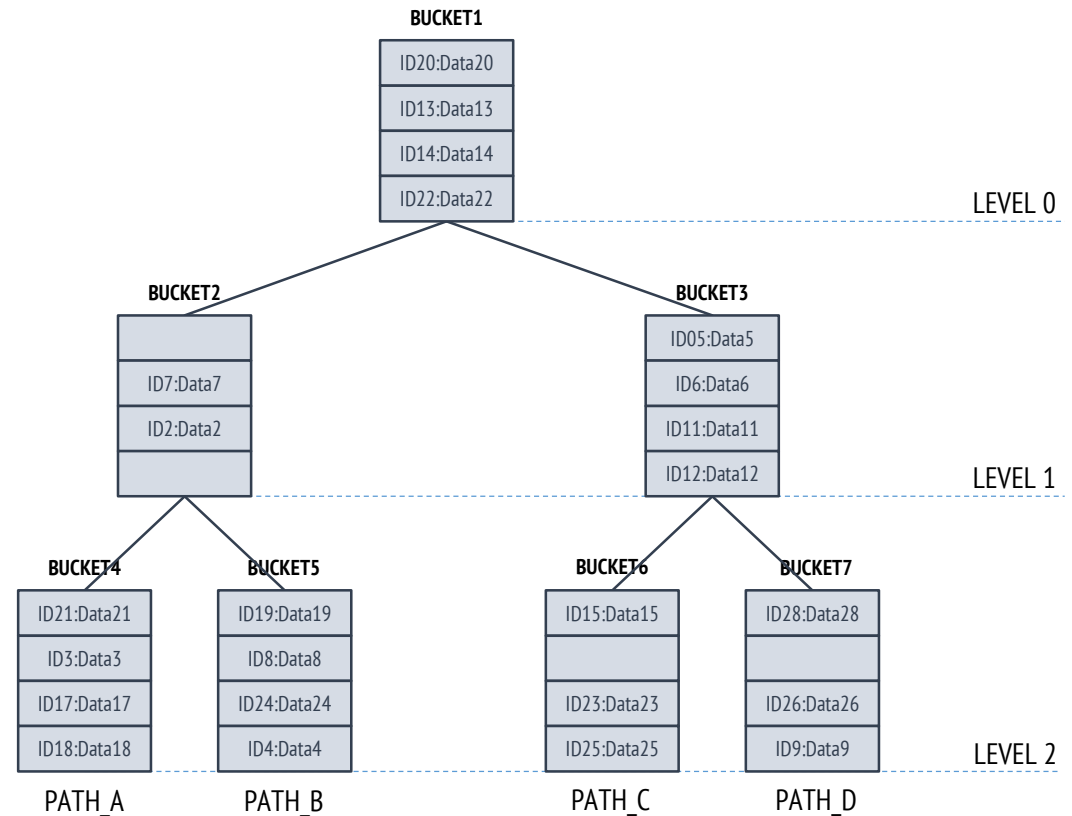 BUCKET1
ID20:Data20
ID13:Data13
ID14:Data14
ID22:Data22
LEVEL 0
BUCKET2
ID7:Data7
ID2:Data2
BUCKET3
ID05:Data5
ID6:Data6
ID11:Data11
ID12:Data12
LEVEL 1
BUCKET4
ID21:Data21
ID3:Data3
ID17:Data17
ID18:Data18
BUCKET5
ID19:Data19
ID8:Data8
ID24:Data24
ID4:Data4
BUCKET6
ID15:Data15
ID23:Data23
ID25:Data25
BUCKET7
ID28:Data28
ID26:Data26
ID9:Data9
LEVEL 2
PATH_A
PATH_B
PATH_C
PATH_D